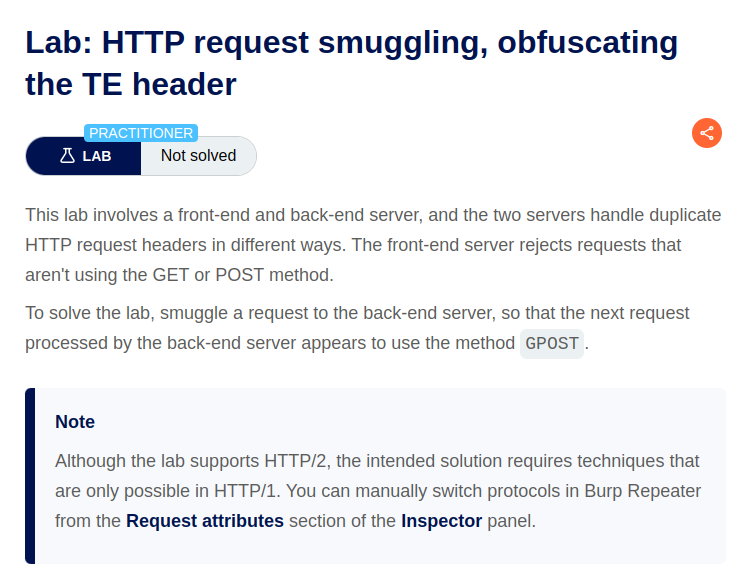 Lab: HTTP request smuggling, obfuscating
the TE header
PRACTITIONER
LAB
Not solved
This lab involves a front-end and back-end server, and the two servers handle duplicate
HTTP request headers in different ways. The front-end server rejects requests that
aren't using the GET or POST method.
To solve the lab, smuggle a request to the back-end server, so that the next request
processed by the back-end server appears to use the method GPOST.
Note
Although the lab supports HTTP/2, the intended solution requires techniques that
are only possible in HTTP/1. You can manually switch protocols in Burp Repeater
from the Request attributes section of the Inspector panel.